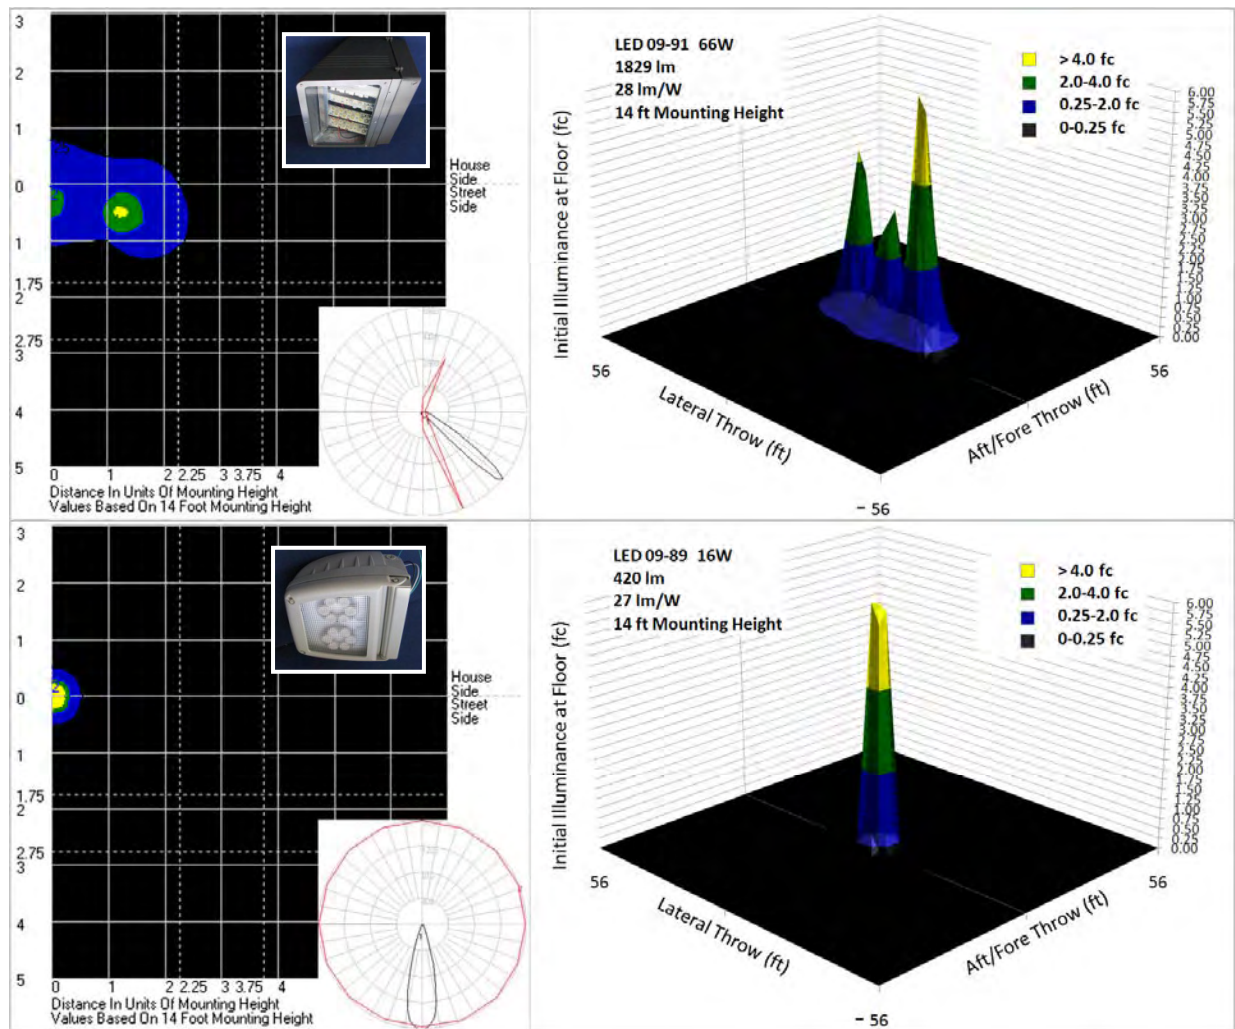 3
2
1
0
1
1.75
2
2.75
3
4
5
House
Side
Street
Side
0 1 2 2.25 3 3.75 4
Distance In Units Of Mounting Height
Values Based On 14 Foot Mounting Height
LED 09-91 66W
1829 lm
28 lm/W
14 ft Mounting Height
> 4.0 fc
2.0-4.0 fc
0.25-2.0 fc
0-0.25 fc
Initial Illuminance at Floor (fc)
6.00
5.75
5.50
5.25
5.00
4.75
4.50
4.25
4.00
3.75
3.50
3.25
3.00
2.75
2.50
2.25
2.00
1.75
1.50
1.25
1.00
0.75
0.50
0.25
0.00
56
56
Lateral Throw (ft)
Aft/Fore Throw (ft)
- 56
3
2
1
0
1
1.75
2
2.75
3
4
5
2
House
Side
Street
Side
0 1 2 2.25 3 3.75 4
Distance In Units Of Mounting Height
Values Based On 14 Foot Mounting Height
LED 09-89 16W
420 lm
27 lm/W
14 ft Mounting Height
> 4.0 fc
2.0-4.0 fc
0.25-2.0 fc
0-0.25 fc
Initial Illuminance at Floor (fc)
6.00
5.75
5.50
5.25
5.00
4.75
4.50
4.25
4.00
3.75
3.50
3.25
3.00
2.75
2.50
2.25
2.00
1.75
1.50
1.25
1.00
0.75
0.50
0.25
0.00
56
56
Lateral Throw (ft)
Aft/Fore Throw (ft)
- 56